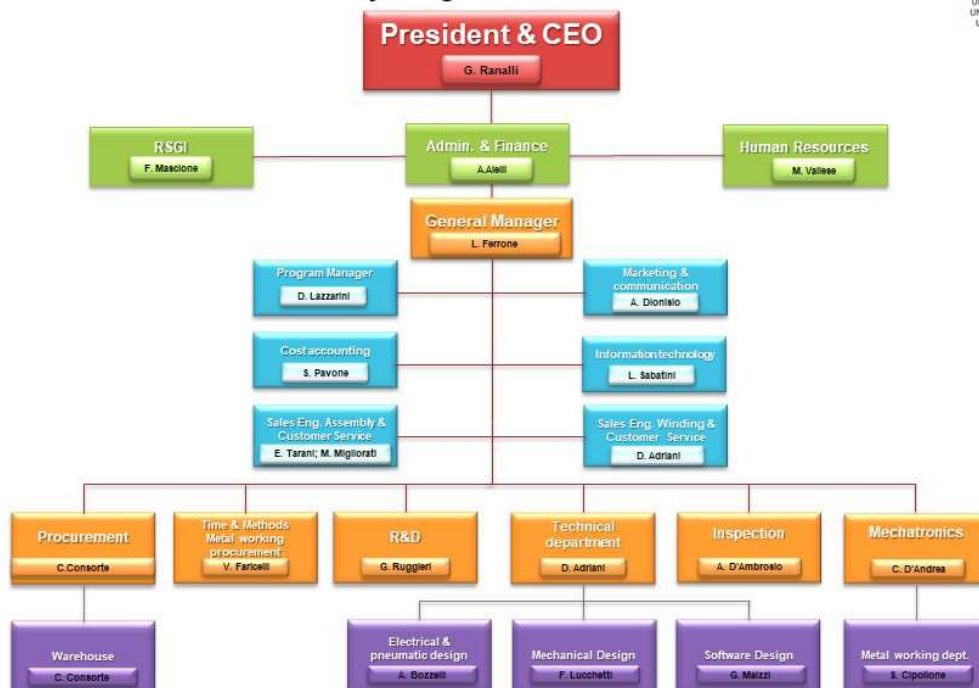 President & CEO
G. Ranalli
RSGI
F. Mascione
Admin. & Finance
A.Alelli
Human Resources
M. Vallese
General Manager
L. Ferrone
Program Manager
D. Lazzarini
Marketing &
communication
A. Dionisio
Cost accounting
S. Pavone
Information technology
L. Sabatini
Sales Eng. Assembly &
Customer Service
E. Tarani; M. Migliorati
Sales Eng. Winding &
Customer Service
D. Adriani
Procurement
C.Consorte
Time & Methods
Metal working
procurement
V. Faricelli
R&D
G. Ruggieri
Technical
department
D. Adriani
Inspection
A. D'Ambrosio
Mechatronics
C. D'Andrea
Warehouse
C. Consorte
Electrical &
pneumatic design
A. Bozzelli
Mechanical Design
F. Lucchetti
Software Design
G. Maizzi
Metal working dept.
S. Cipollone